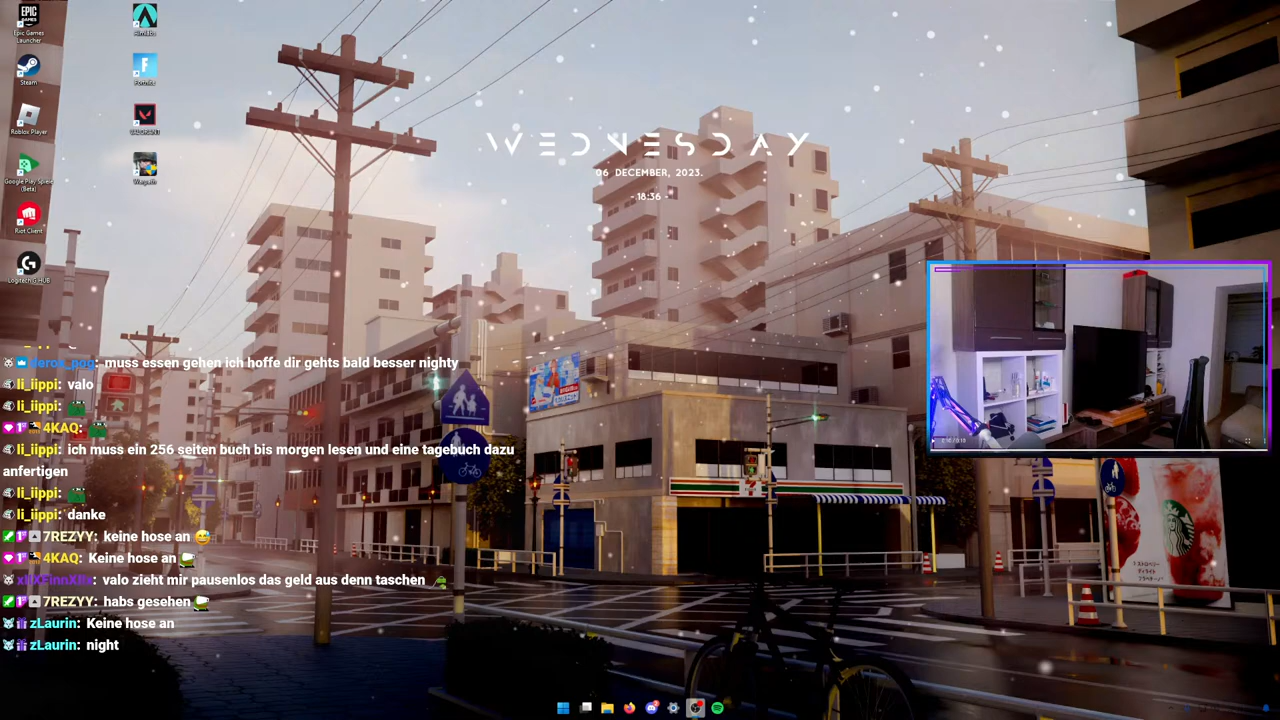 Epic Games
Launcher
Steam
Roblox Player
Google Play Spiele
(Beta)
Riot Client
Logitech G HUB
Aimlabs
Fortnite
VALORANT
Warpath
WEDNESDAY
06 DECEMBER, 2023.
- 18:36 -
muss essen gehen ich hoffe dir gehts bald besser nighty
li_iippi: valo
li_iippi:
4KAQ:
li_iippi: ich muss ein 256 seiten buch bis morgen lesen und eine tagebuch dazu
anfertigen
li_iippi:
li_iippi: danke
7REZYY: keine hose an
4KAQ: Keine hose an
valo zieht mir pausenlos das geld aus denn taschen
7REZYY: habs gesehen
zLaurin: Keine hose an
zLaurin: night